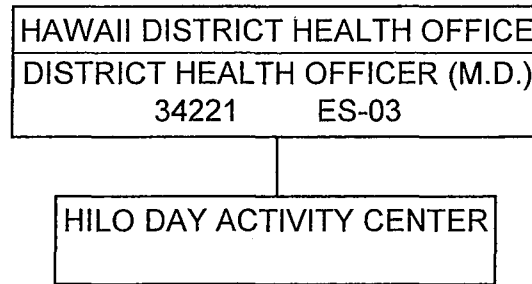 HAWAII DISTRICT HEALTH OFFICE
DISTRICT HEALTH OFFICER (M.D.)
34221 ES-03
HILO DAY ACTIVITY CENTER